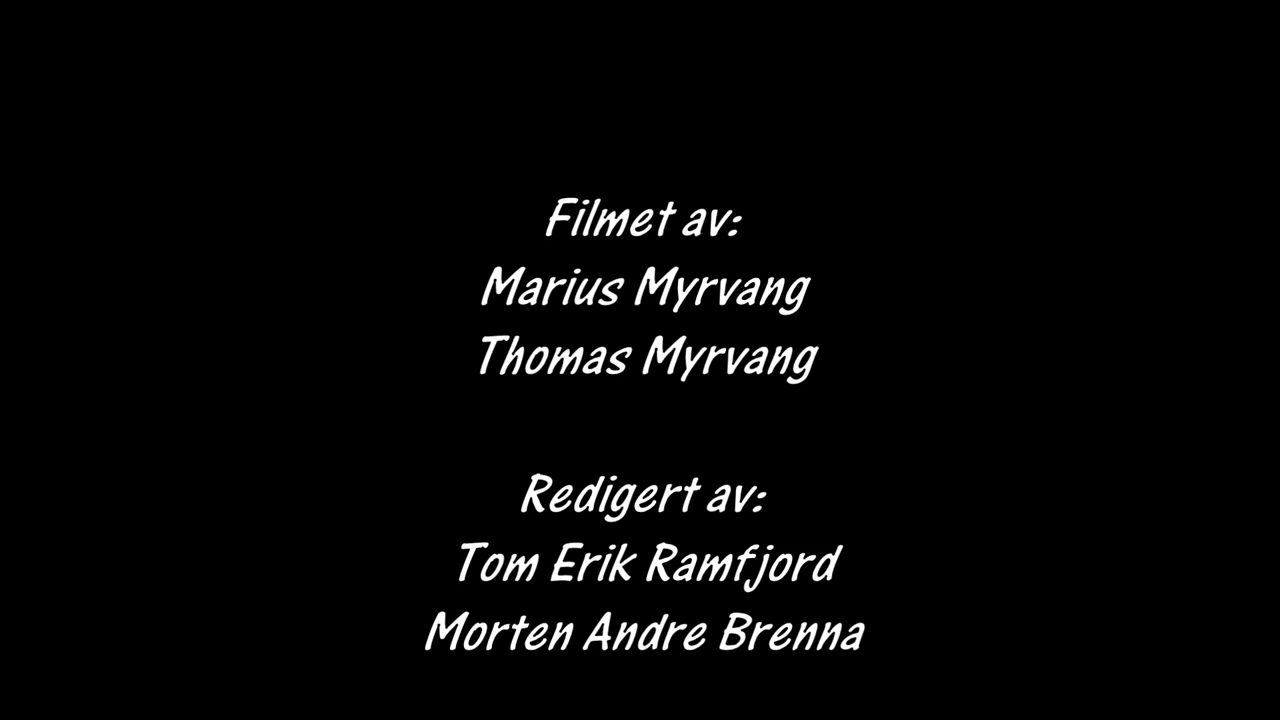 Filmet av:
Marius Myrvang
Thomas Myrvang
Redigert av:
Tom Erik Ramfjord
Morten Andre Brenna